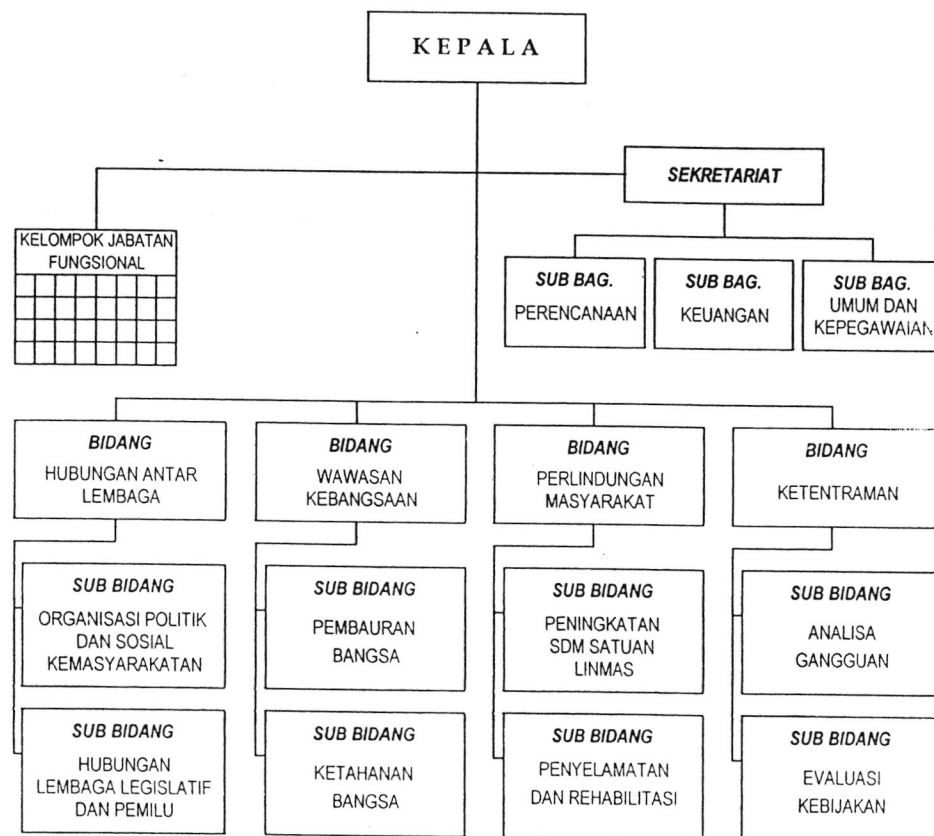 KEPALA
SEKRETARIAT
KELOMPOK JABATAN
FUNGSIONAL
SUB BAG.
PERENCANAAN
SUB BAG.
KEUANGAN
SUB BAG.
UMUM DAN
KEPEGAWAIAN
BIDANG
HUBUNGAN ANTAR
LEMBAGA
BIDANG
WAWASAN
KEBANGSAAN
BIDANG
PERLINDUNGAN
MASYARAKAT
BIDANG
KETENTRAMAN
SUB BIDANG
ORGANISASI POLITIK
DAN SOSIAL
KEMASYARAKATAN
SUB BIDANG
PEMBAURAN
BANGSA
SUB BIDANG
PENINGKATAN
SDM SATUAN
LINMAS
SUB BIDANG
ANALISA
GANGGUAN
SUB BIDANG
HUBUNGAN
LEMBAGA LEGISLATIF
DAN PEMILU
SUB BIDANG
KETAHANAN
BANGSA
SUB BIDANG
PENYELAMATAN
DAN REHABILITASI
SUB BIDANG
EVALUASI
KEBIJAKAN